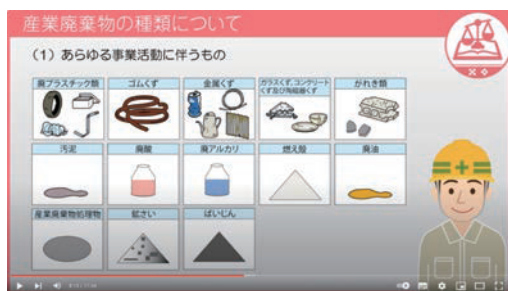 産業廃棄物の種類について
（1）あらゆる事業活動に伴うもの
廃プラスチック類
ゴムくず
金属くず
ガラスくず、コンクリート
くず及び陶磁器くず
がれき類
汚泥
廃酸
廃アルカリ
燃え殻
廃油
産業廃棄物処理物
鉱さい
ばいじん